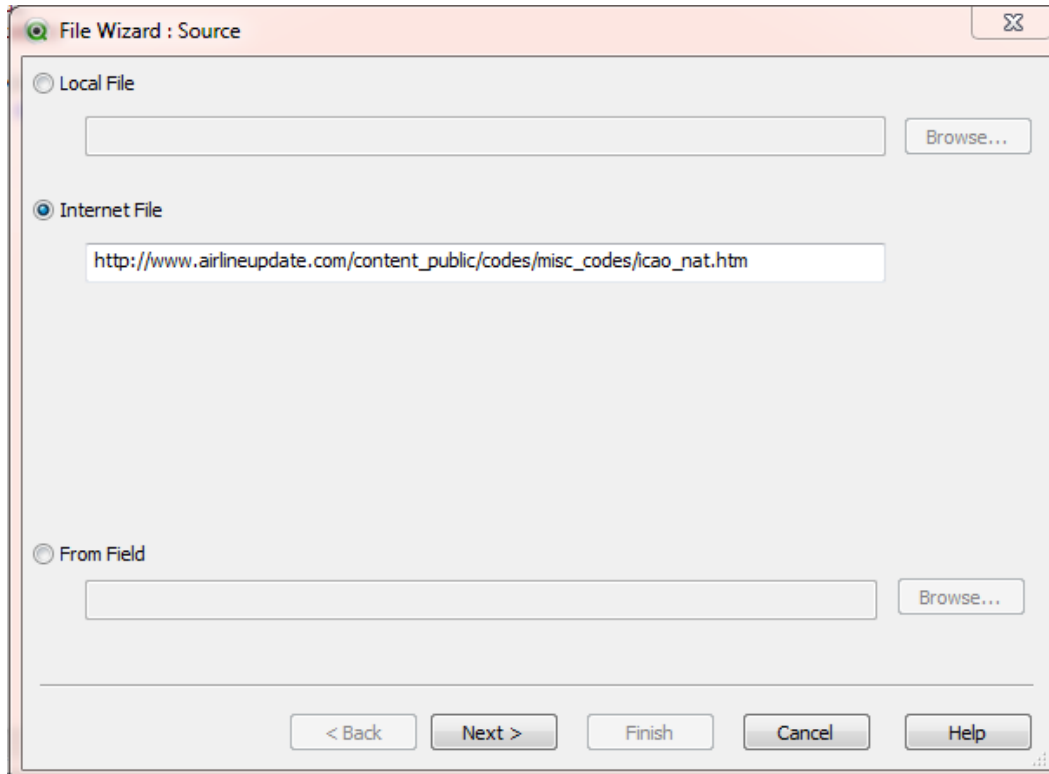 File Wizard : Source
Local File
Browse...
Internet File
http://www.airlineupdate.com/content_public/codes/misc_codes/icao_nat.htm
From Field
Browse...
< Back Next > Finish Cancel Help